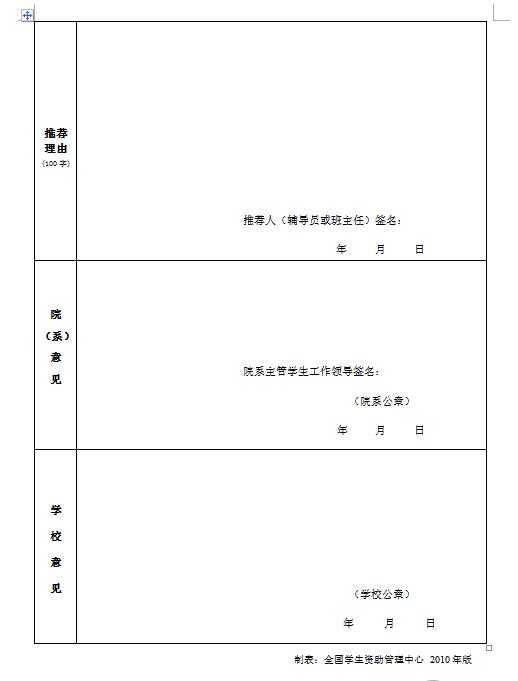 推荐
理由
（100字）
推荐人（辅导员或班主任）签名：
年 月 日
院
（系）
意
见
院系主管学生工作领导签名：
（院系公章）
年 月 日
学
校
意
见
（学校公章）
年 月 日
制表：全国学生资助管理中心 2010年版